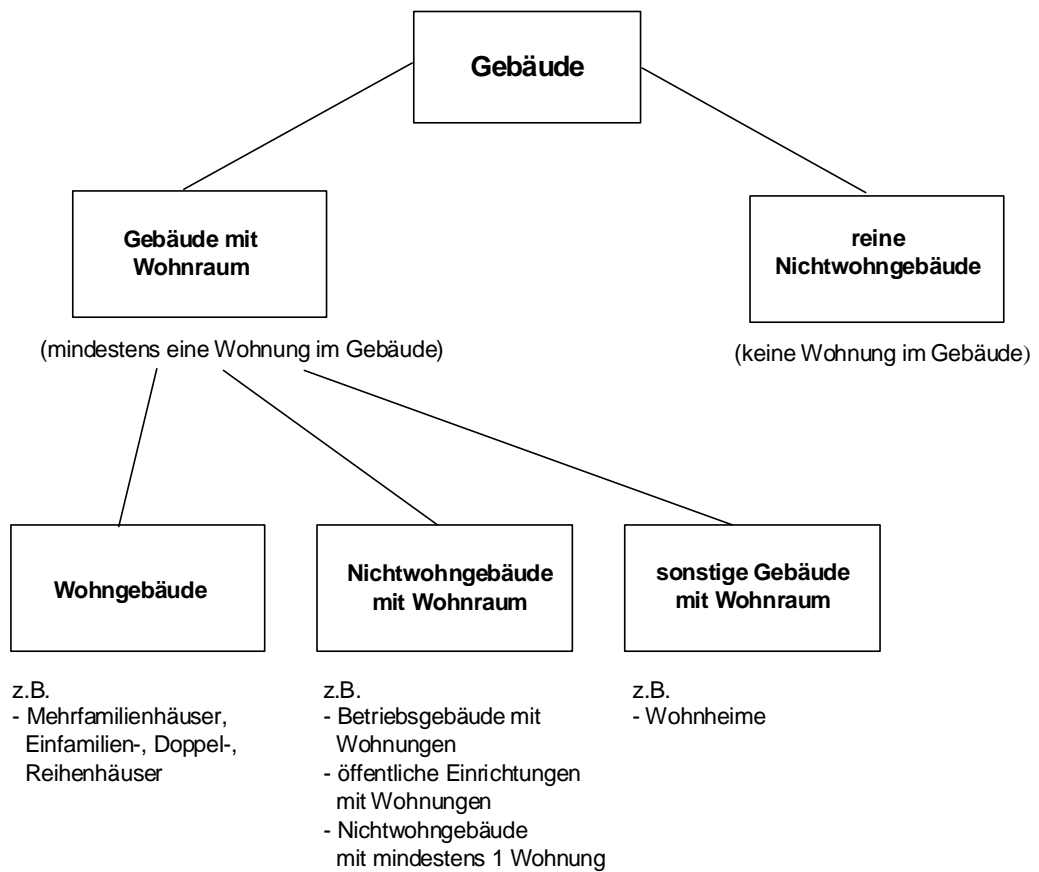 Gebäude
Gebäude mit
Wohnraum
reine
Nichtwohngebäude
(mindestens eine Wohnung im Gebäude)
(keine Wohnung im Gebäude)
Wohngebäude
Nichtwohngebäude
mit Wohnraum
sonstige Gebäude
mit Wohnraum
z.B.
- Mehrfamilienhäuser,
Einfamilien-, Doppel-,
Reihenhäuser
z.B.
- Betriebsgebäude mit
Wohnungen
- öffentliche Einrichtungen
mit Wohnungen
- Nichtwohngebäude
mit mindestens 1 Wohnung
z.B.
- Wohnheime